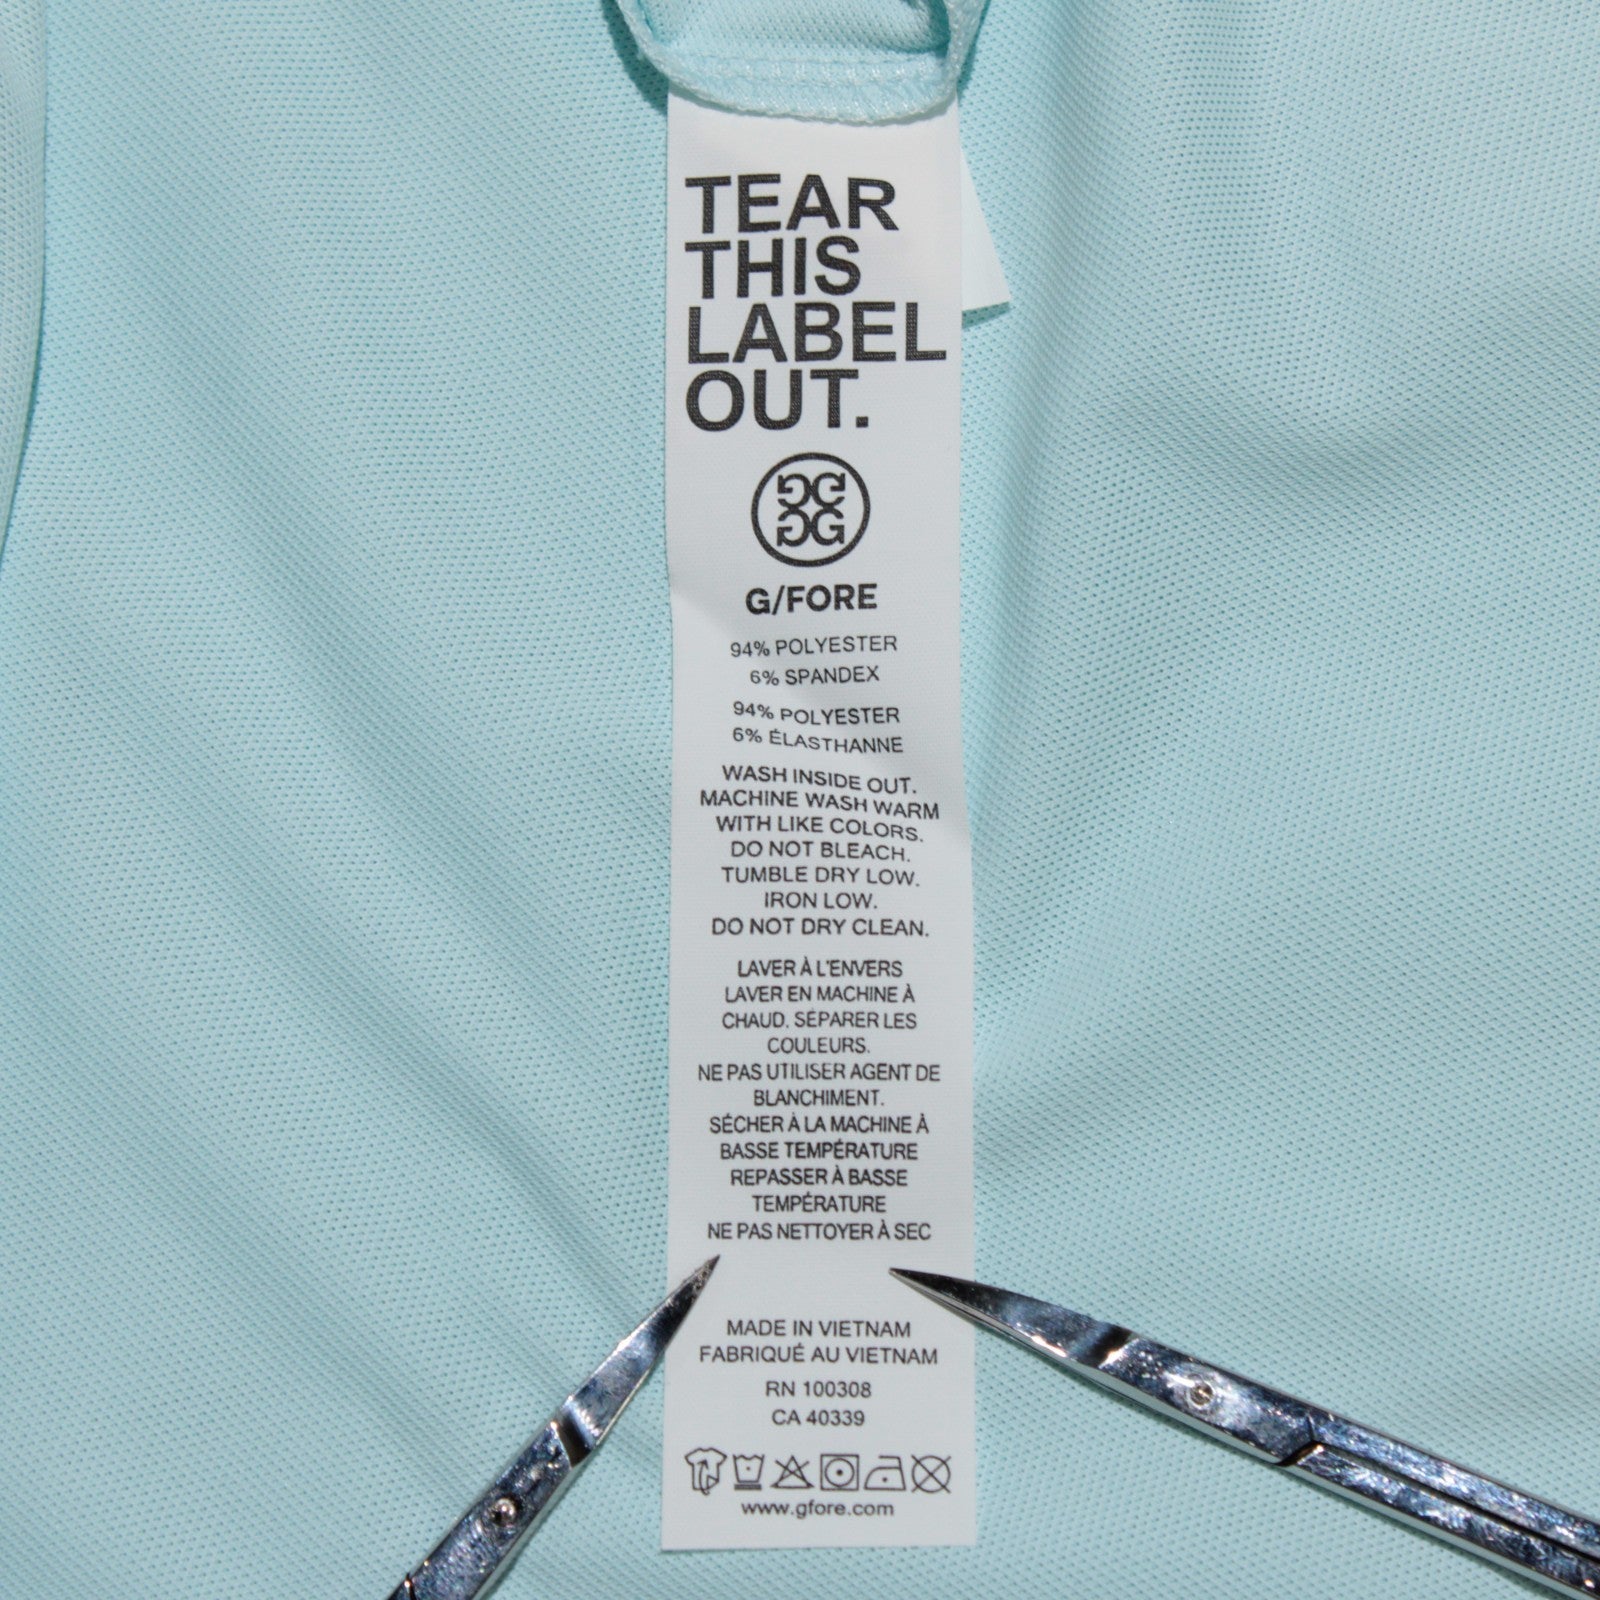 TEAR
THIS
LABEL
OUT.
G/FORE
94% POLYESTER
6% SPANDEX
94% POLYESTER
6% ÉLASTHANNE
WASH INSIDE OUT.
MACHINE WASH WARM
WITH LIKE COLORS.
DO NOT BLEACH.
TUMBLE DRY LOW.
IRON LOW.
DO NOT DRY CLEAN.
LAVER À L'ENVERS
LAVER EN MACHINE À
CHAUD. SÉPARER LES
COULEURS.
NE PAS UTILISER AGENT DE
BLANCHIMENT.
SÉCHER À LA MACHINE À
BASSE TEMPÉRATURE
REPASSER À BASSE
TEMPÉRATURE
NE PAS NETTOYER À SEC
MADE IN VIETNAM
FABRIQUÉ AU VIETNAM
RN 100308
CA 40339
www.gfore.com